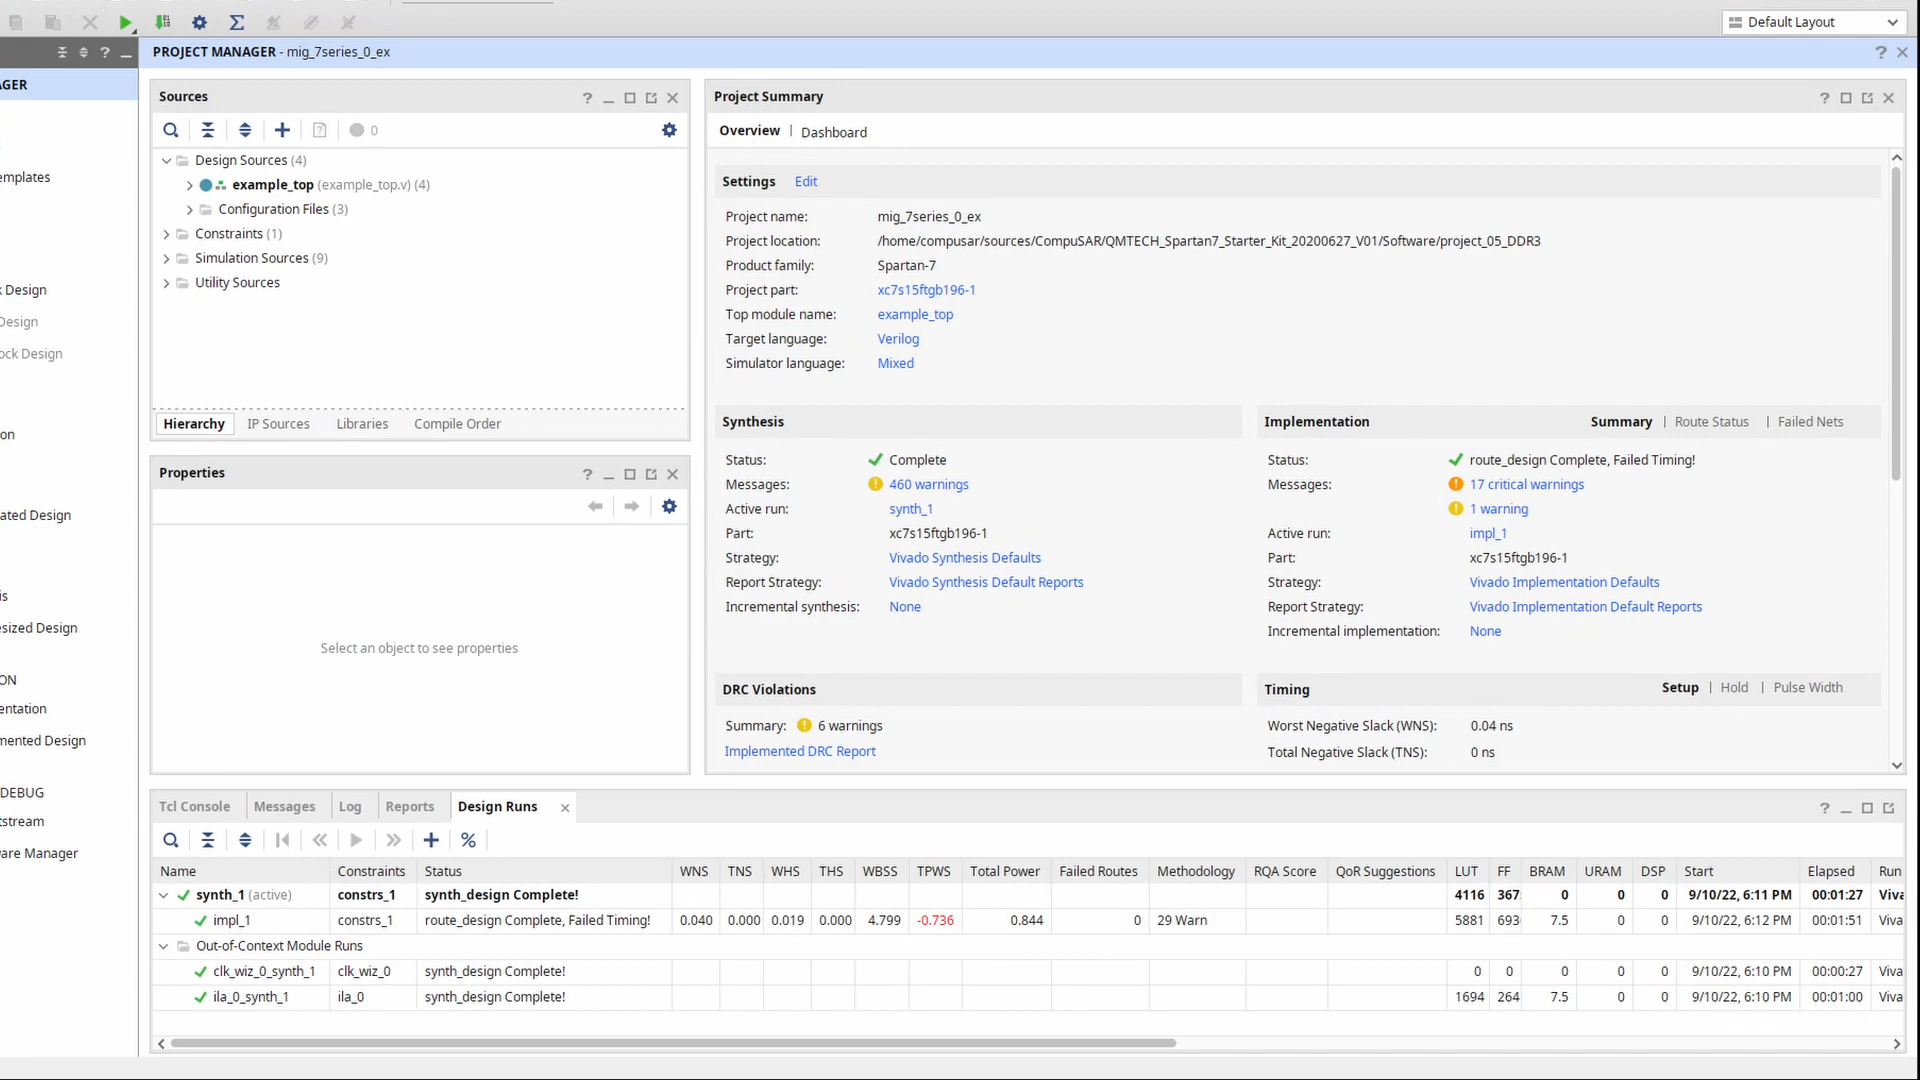 Default Layout
PROJECT MANAGER - mig_7series_0_ex
? _
AGER
emplates
k Design
Design
ock Design
on
ated Design
is
esized Design
ON
entation
mented Design
DEBUG
tstream
ware Manager
Sources
0
Design Sources (4)
example_top (example_top.v) (4)
Configuration Files (3)
Constraints (1)
Simulation Sources (9)
Utility Sources
Hierarchy IP Sources Libraries Compile Order
Properties
Select an object to see properties
Project Summary
Overview | Dashboard
Settings Edit
Project name: mig_7series_0_ex
Project location: /home/compusar/sources/CompuSAR/QMTECH_Spartan7_Starter_Kit_20200627_V01/Software/project_05_DDR3
Product family: Spartan-7
Project part: xc7s15ftgb196-1
Top module name: example_top
Target language: Verilog
Simulator language: Mixed
Synthesis
Status: Complete
Messages: 460 warnings
Active run: synth_1
Part: xc7s15ftgb196-1
Strategy: Vivado Synthesis Defaults
Report Strategy: Vivado Synthesis Default Reports
Incremental synthesis: None
Implementation Summary | Route Status | Failed Nets
Status: route_design Complete, Failed Timing!
Messages: 17 critical warnings
1 warning
Active run: impl_1
Part: xc7s15ftgb196-1
Strategy: Vivado Implementation Defaults
Report Strategy: Vivado Implementation Default Reports
Incremental implementation: None
DRC Violations
Summary: 6 warnings
Implemented DRC Report
Timing Setup | Hold | Pulse Width
Worst Negative Slack (WNS): 0.04 ns
Total Negative Slack (TNS): 0 ns
Tcl Console Messages Log Reports Design Runs
Name Constraints Status WNS TNS WHS THS WBSS TPWS Total Power Failed Routes Methodology RQA Score QoR Suggestions LUT FF BRAM URAM DSP Start Elapsed Run
synth_1 (active) constrs_1 synth_design Complete! 4116 367 0 0 0 9/10/22, 6:11 PM 00:01:27 Viva
impl_1 constrs_1 route_design Complete, Failed Timing! 0.040 0.000 0.019 0.000 4.799 -0.736 0.844 0 29 Warn 5881 693 7.5 0 0 9/10/22, 6:12 PM 00:01:51 Viva
Out-of-Context Module Runs
clk_wiz_0_synth_1 clk_wiz_0 synth_design Complete! 0 0 0 0 0 9/10/22, 6:10 PM 00:00:27 Viva
ila_0_synth_1 ila_0 synth_design Complete! 1694 264 7.5 0 0 9/10/22, 6:10 PM 00:01:00 Viva